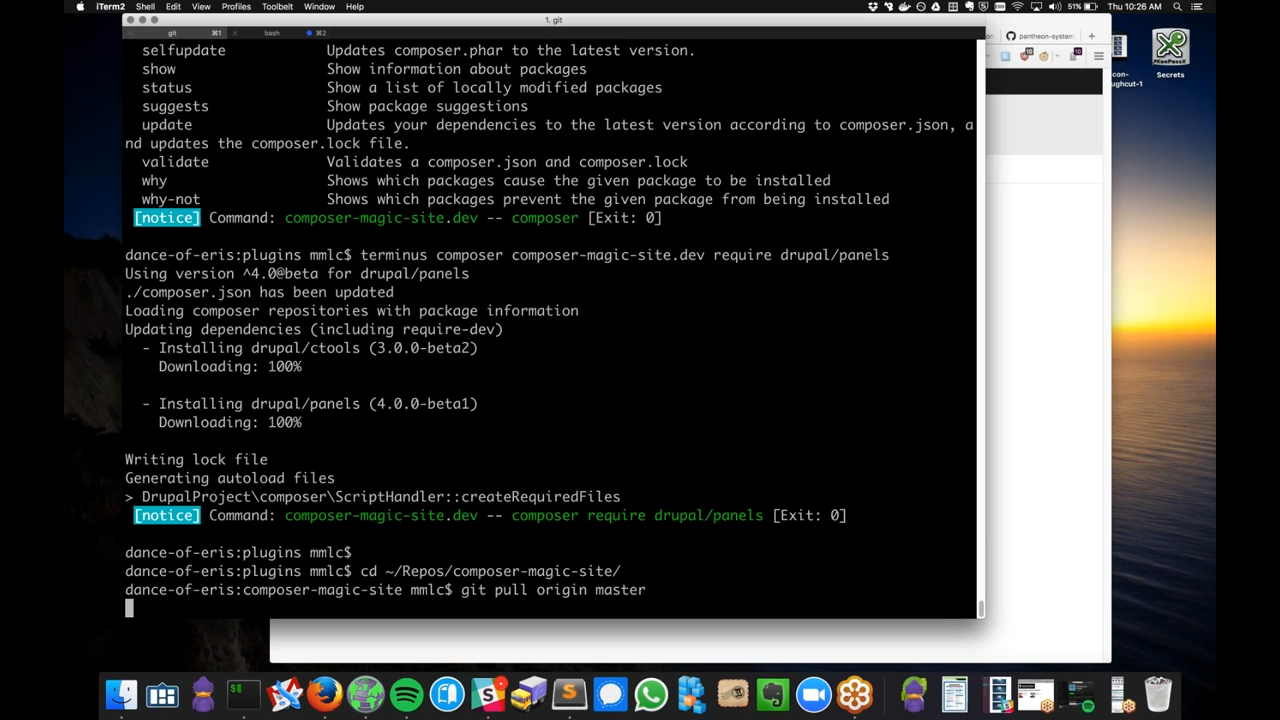 iTerm2 Shell Edit View Profiles Toolbelt Window Help 51% Thu 10:26 AM
1. git
git ⌘1 bash ⌘2
pantheon-system
selfupdate Updates composer.phar to the latest version.
show Show information about packages
status Show a list of locally modified packages
suggests Show package suggestions
update Updates your dependencies to the latest version according to composer.json, a
nd updates the composer.lock file.
validate Validates a composer.json and composer.lock
why Shows which packages cause the given package to be installed
why-not Shows which packages prevent the given package from being installed
[notice] Command: composer-magic-site.dev -- composer [Exit: 0]
dance-of-eris:plugins mmlc$ terminus composer composer-magic-site.dev require drupal/panels
Using version ^4.0@beta for drupal/panels
./composer.json has been updated
Loading composer repositories with package information
Updating dependencies (including require-dev)
- Installing drupal/ctools (3.0.0-beta2)
Downloading: 100%
- Installing drupal/panels (4.0.0-beta1)
Downloading: 100%
Writing lock file
Generating autoload files
> DrupalProject\composer\ScriptHandler::createRequiredFiles
[notice] Command: composer-magic-site.dev -- composer require drupal/panels [Exit: 0]
dance-of-eris:plugins mmlc$
dance-of-eris:plugins mmlc$ cd ~/Repos/composer-magic-site/
dance-of-eris:composer-magic-site mmlc$ git pull origin master
Secrets